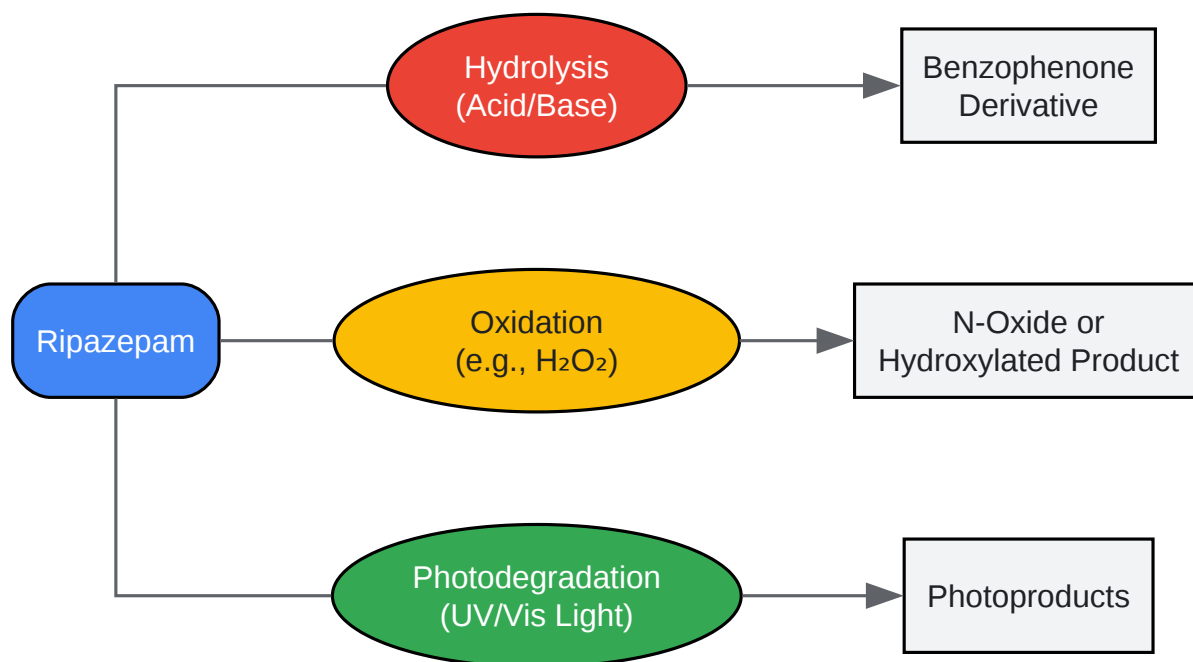 Hydrolysis
(Acid/Base)
Benzophenone
Derivative
Ripazepam
Oxidation
(e.g., H₂O₂)
N-Oxide or
Hydroxylated Product
Photodegradation
(UV/Vis Light)
Photoproducts